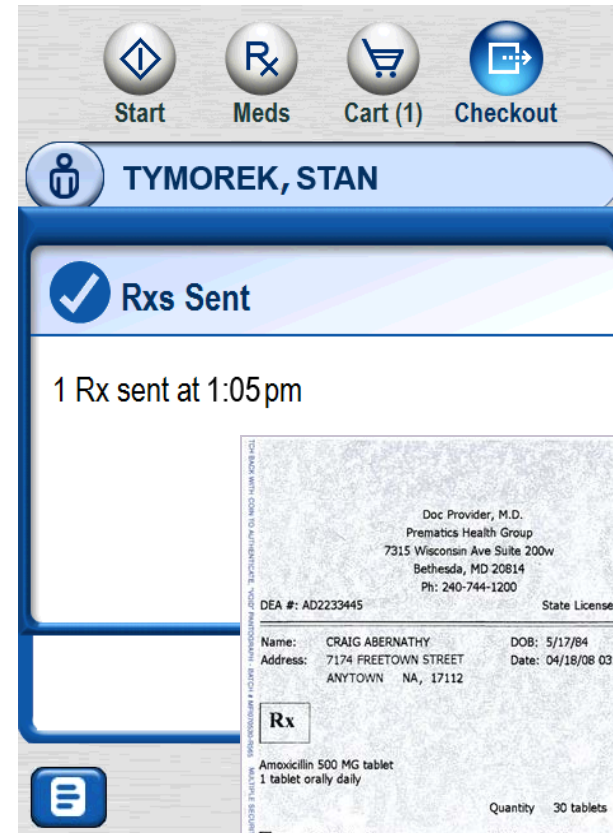 Start Meds Cart (1) Checkout
TYMOREK, STAN
Rxs Sent
1 Rx sent at 1:05 pm
Doc Provider, M.D.
Prematics Health Group
7315 Wisconsin Ave Suite 200w
Bethesda, MD 20814
Ph: 240-744-1200
DEA #: AD2233445 State License
Name: CRAIG ABERNATHY DOB: 5/17/84
Address: 7174 FREETOWN STREET Date: 04/18/08 03
ANYTOWN NA, 17112
Rx
Amoxicillin 500 MG tablet
1 tablet orally daily
Quantity 30 tablets